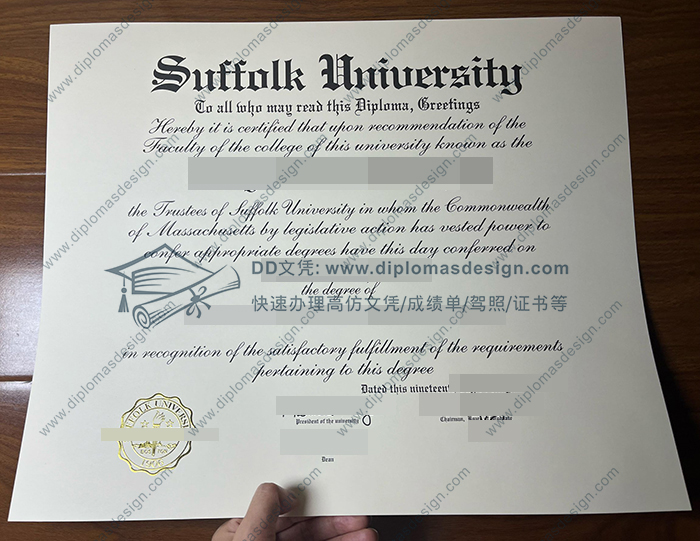 Suffolk University
To all who may read this Diploma, Greetings
Hereby it is certified that upon recommendation of the
Faculty of the college of this university known as the
the Trustees of Suffolk University in whom the Commonwealth
of Massachusetts by legislative action has vested power to
confer appropriate degrees have this day conferred on
DD文凭: www.diplomasdesign.com
the degree of
快速办理高仿文凭/成绩单/驾照/证书等
in recognition of the satisfactory fulfillment of the requirements
pertaining to this degree
Dated this nineteen
President of the university
Chairman,
Dean
www.diplomasdesign.com